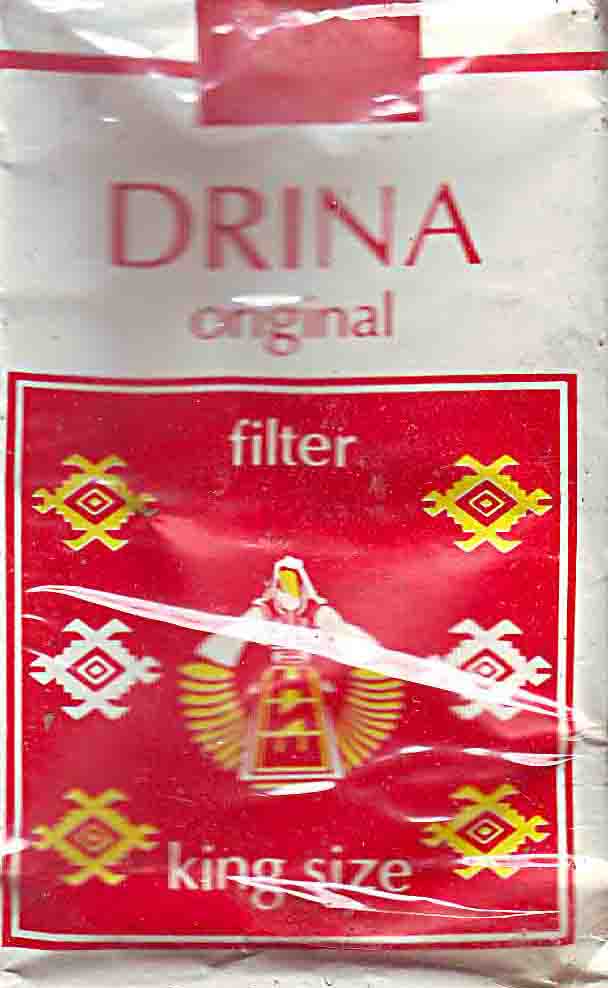 DRINA
original
filter
king size